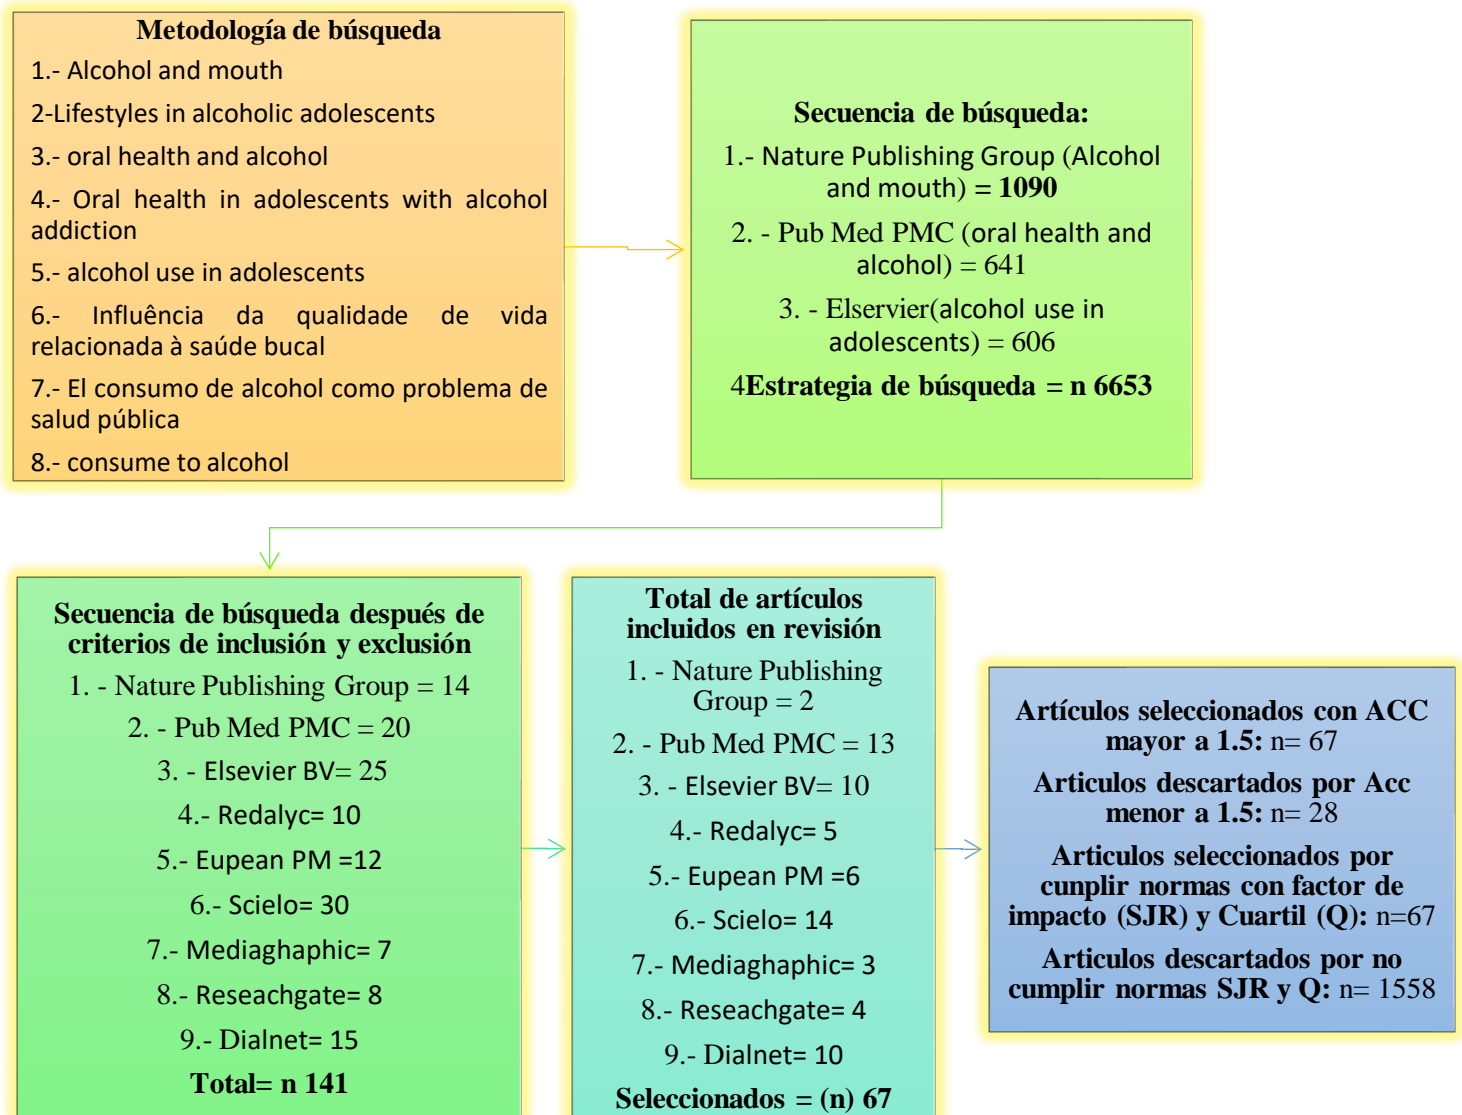 Metodología de búsqueda
1.- Alcohol and mouth
2-Lifestyles in alcoholic adolescents
3.- oral health and alcohol
4.- Oral health in adolescents with alcohol
addiction
5.- alcohol use in adolescents
6.- Influência da qualidade de vida
relacionada à saúde bucal
7.- El consumo de alcohol como problema de
salud pública
8.- consume to alcohol
Secuencia de búsqueda:
1.- Nature Publishing Group (Alcohol
and mouth) = 1090
2. - Pub Med PMC (oral health and
alcohol) = 641
3. - Elservier(alcohol use in
adolescents) = 606
4Estrategia de búsqueda = n 6653
Secuencia de búsqueda después de
criterios de inclusión y exclusión
1. - Nature Publishing Group = 14
2. - Pub Med PMC = 20
3. - Elsevier BV= 25
4.- Redalyc= 10
5.- Eupean PM =12
6.- Scielo= 30
7.- Mediaghaphic= 7
8.- Reseachgate= 8
9.- Dialnet= 15
Total= n 141
Total de artículos
incluidos en revisión
1. - Nature Publishing
Group = 2
2. - Pub Med PMC = 13
3. - Elsevier BV= 10
4.- Redalyc= 5
5.- Eupean PM =6
6.- Scielo= 14
7.- Mediaghaphic= 3
8.- Reseachgate= 4
9.- Dialnet= 10
Seleccionados = (n) 67
Artículos seleccionados con ACC
mayor a 1.5: n= 67
Articulos descartados por Acc
menor a 1.5: n= 28
Articulos seleccionados por
cunplir normas con factor de
impacto (SJR) y Cuartil (Q): n=67
Articulos descartados por no
cumplir normas SJR y Q: n= 1558